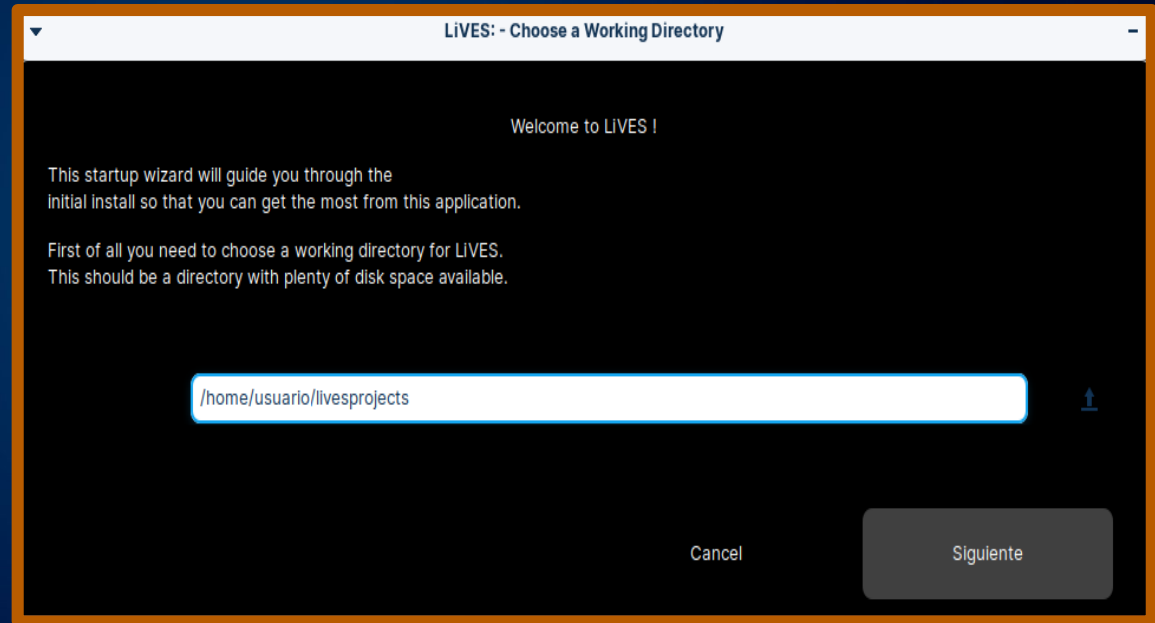 LiVES: - Choose a Working Directory
Welcome to LiVES !
This startup wizard will guide you through the
initial install so that you can get the most from this application.
First of all you need to choose a working directory for LiVES.
This should be a directory with plenty of disk space available.
/home/usuario/livesprojects
Cancel
Siguiente